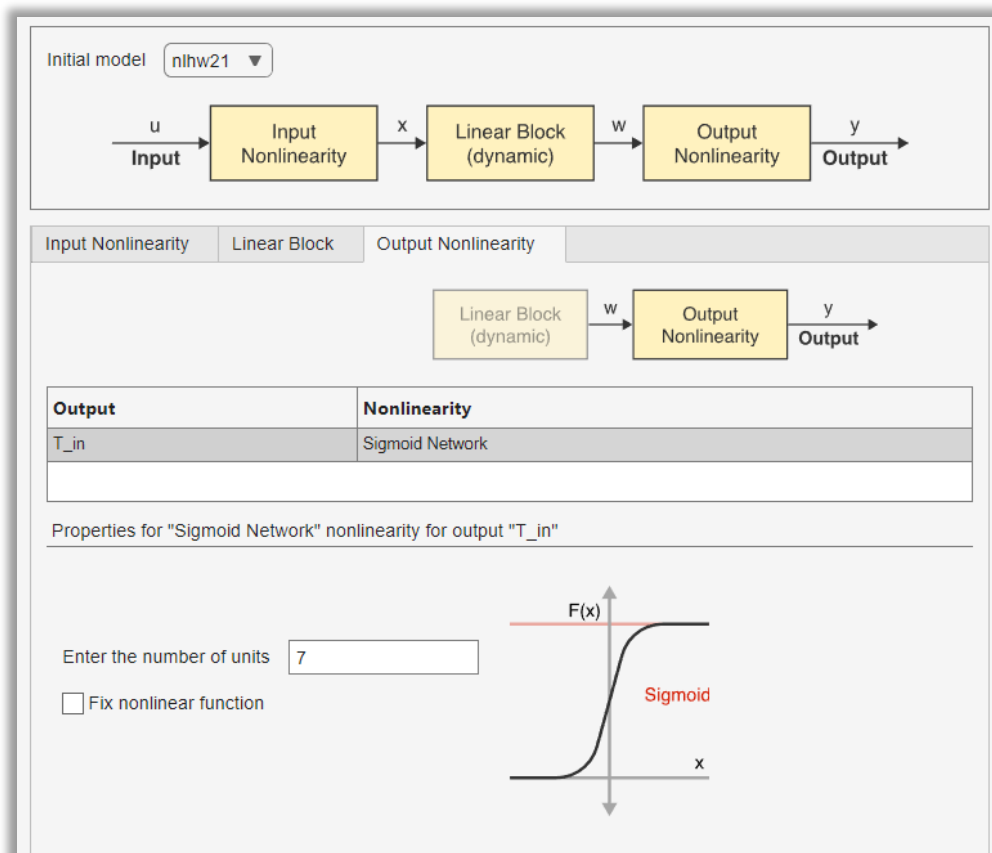 Initial model nlhw21
u Input Input Nonlinearity x Linear Block (dynamic) w Output Nonlinearity y Output
Input Nonlinearity Linear Block Output Nonlinearity
Linear Block (dynamic) w Output Nonlinearity y Output
Output Nonlinearity
T_in Sigmoid Network
Properties for "Sigmoid Network" nonlinearity for output "T_in"
F(x)
Enter the number of units 7
Sigmoid
Fix nonlinear function
x